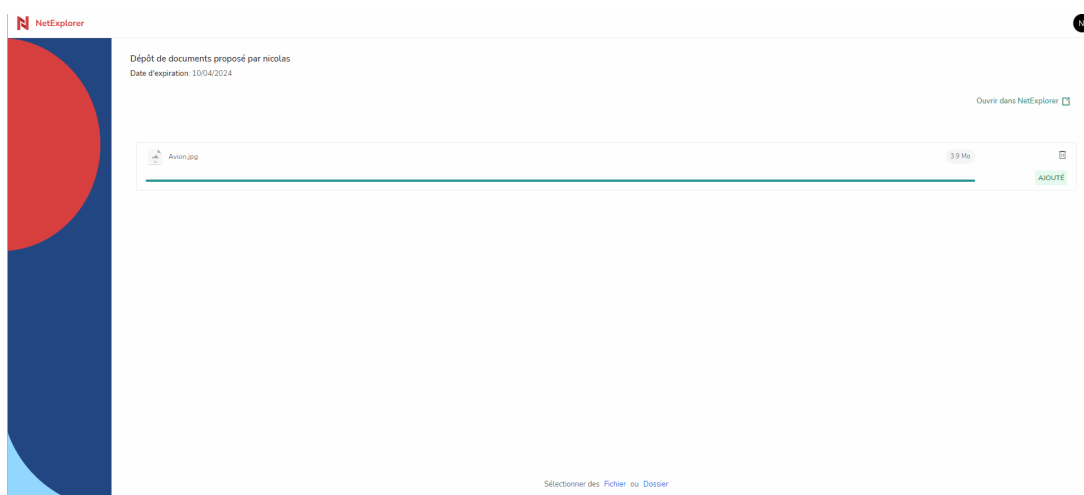 NetExplorer
N
Dépôt de documents proposé par nicolas
Date d'expiration: 10/04/2024
Ouvrir dans NetExplorer
Avion.jpg
3.9 Mo
AJOUTÉ
Sélectionner des Fichier ou Dossier